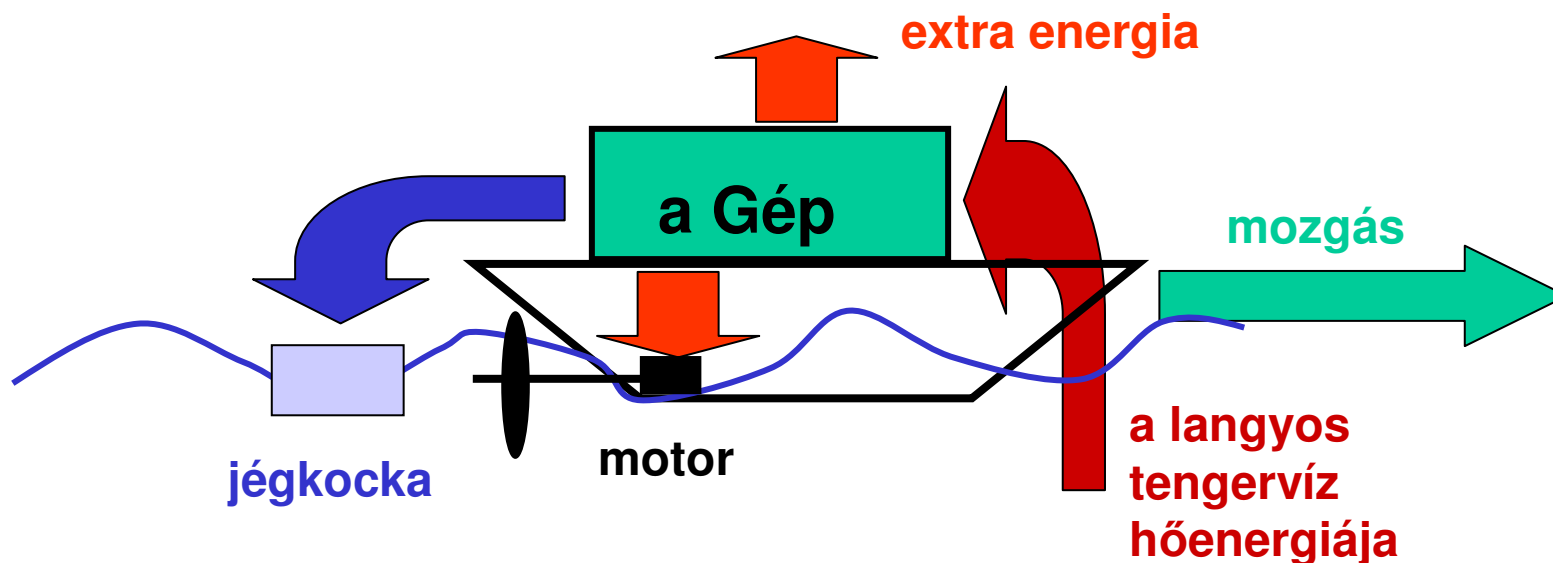 extra energia
a Gép
mozgás
jégkocka
motor
a langyos
tengervíz
hőenergiája